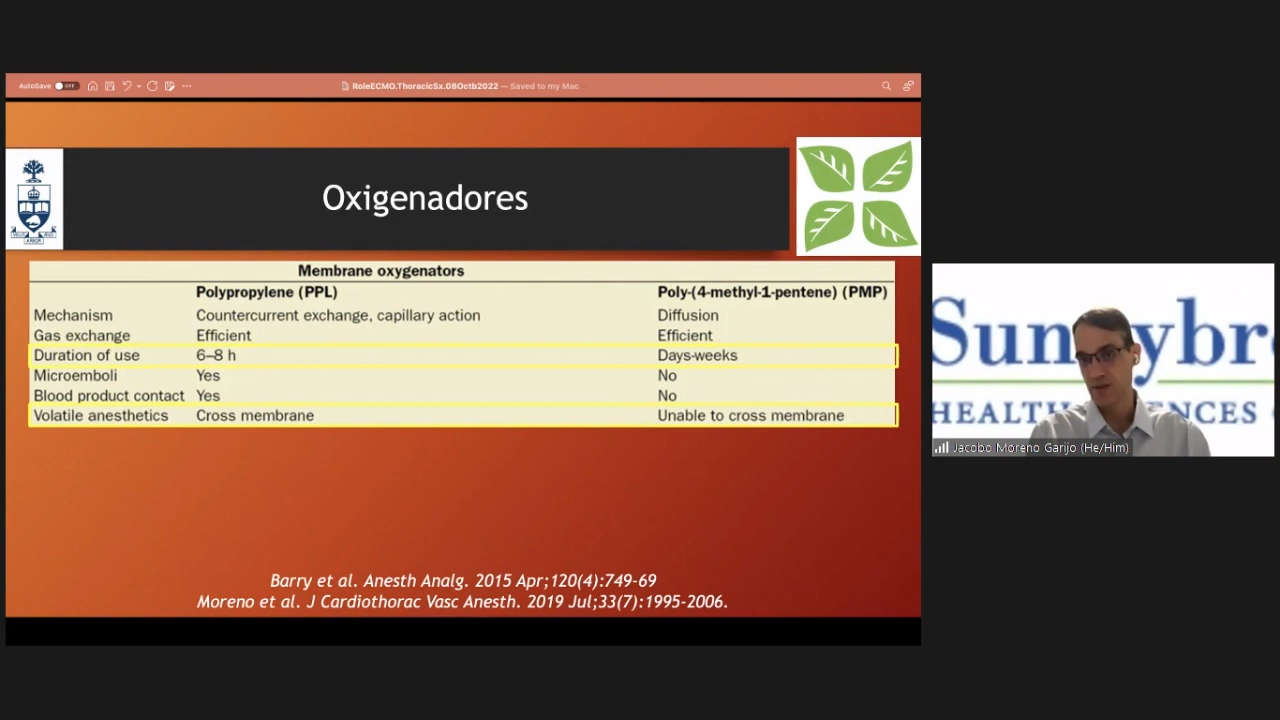 AutoSave OFF
RoleECMO.ThoracicSx.08Octb2022 — Saved to my Mac
Oxigenadores
Membrane oxygenators
Polypropylene (PPL) Poly-(4-methyl-1-pentene) (PMP)
Mechanism Countercurrent exchange, capillary action Diffusion
Gas exchange Efficient Efficient
Duration of use 6–8 h Days-weeks
Microemboli Yes No
Blood product contact Yes No
Volatile anesthetics Cross membrane Unable to cross membrane
Barry et al. Anesth Analg. 2015 Apr;120(4):749-69
Moreno et al. J Cardiothorac Vasc Anesth. 2019 Jul;33(7):1995-2006.
Jacobo Moreno Garijo (He/Him)